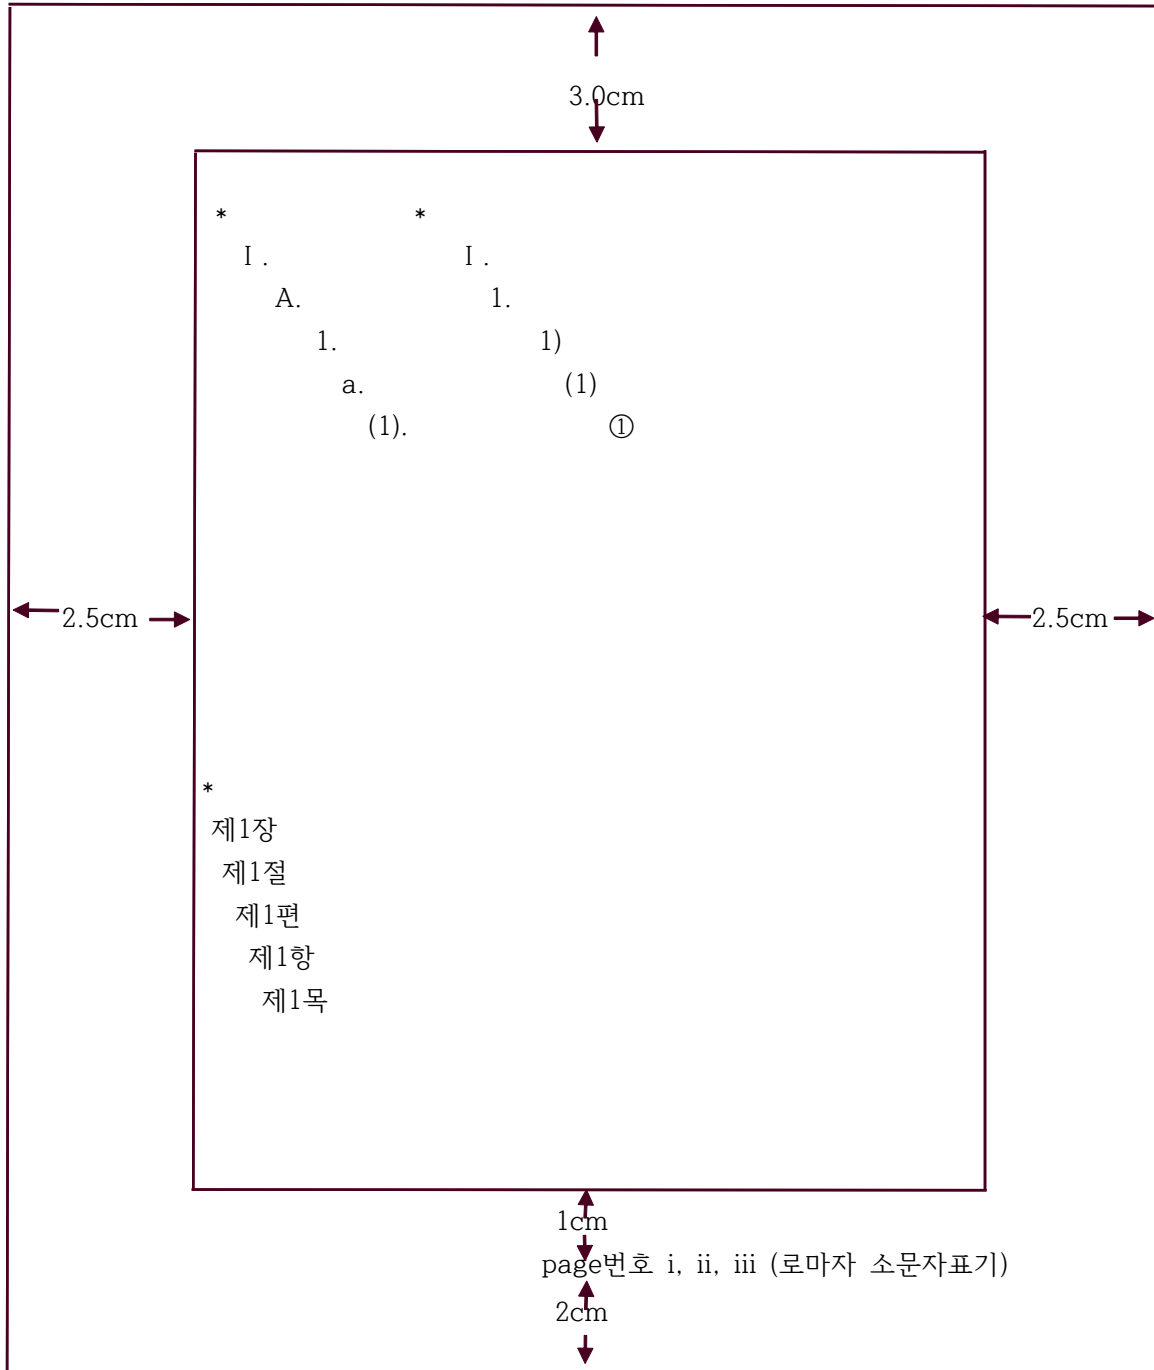 3.0cm
* *
Ⅰ. Ⅰ.
A. 1.
1. 1)
a. (1)
(1). ①
2.5cm 2.5cm
*
제1장
제1절
제1편
제1항
제1목
1cm
page번호 i, ii, iii (로마자 소문자표기)
2cm